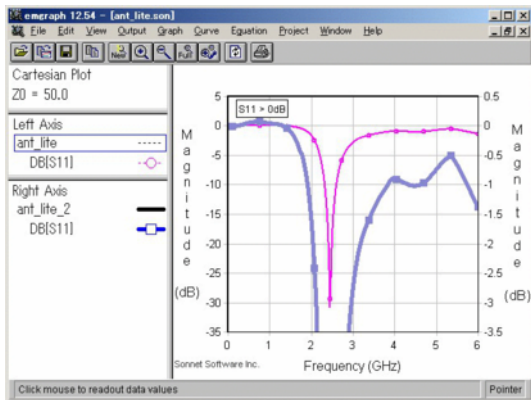 emgraph 12.54 - [ant_lite.son]
File Edit View Output Graph Curve Equation Project Window Help
New
Full
Cartesian Plot
Z0 = 50.0
Left Axis
ant_lite
DB[S11]
Right Axis
ant_lite_2
DB[S11]
S11 > 0dB
5
0
-5
-10
-15
-20
-25
-30
-35
Magnitude
(dB)
0.5
0
-0.5
-1
-1.5
-2
-2.5
-3
-3.5
Magnitude
(dB)
0 1 2 3 4 5 6
Sonnet Software Inc.
Frequency (GHz)
Click mouse to readout data values
Pointer